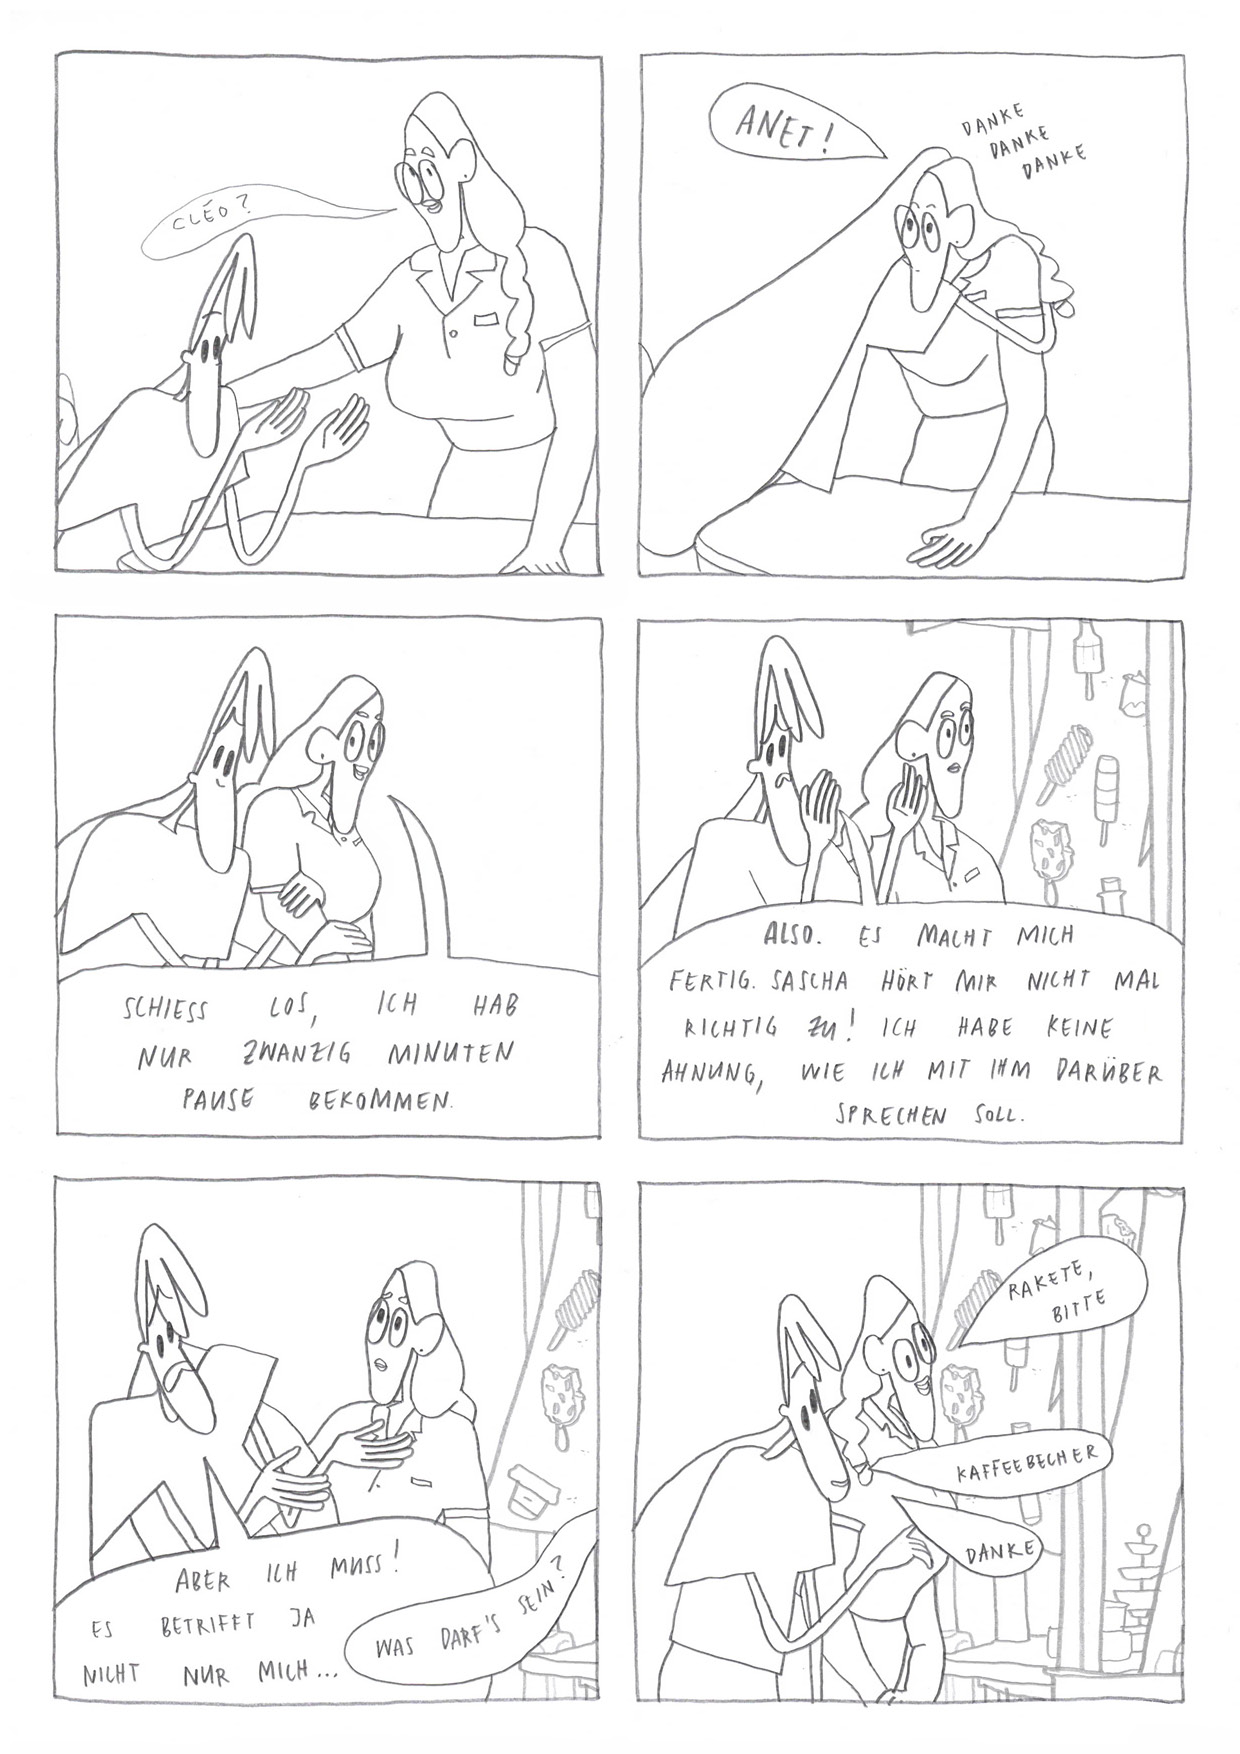 CLÉO?
ANET!
DANKE
DANKE
DANKE
SCHIESS LOS, ICH HAB
NUR ZWANZIG MINUTEN
PAUSE BEKOMMEN.
ALSO. ES MACHT MICH
FERTIG. SASCHA HÖRT MIR NICHT MAL
RICHTIG ZU! ICH HABE KEINE
AHNUNG, WIE ICH MIT IHM DARÜBER
SPRECHEN SOLL.
ABER ICH MUSS!
ES BETRIFFT JA
NICHT NUR MICH...
WAS DARF'S SEIN?
RAKETE,
BITTE
KAFFEEBECHER
DANKE